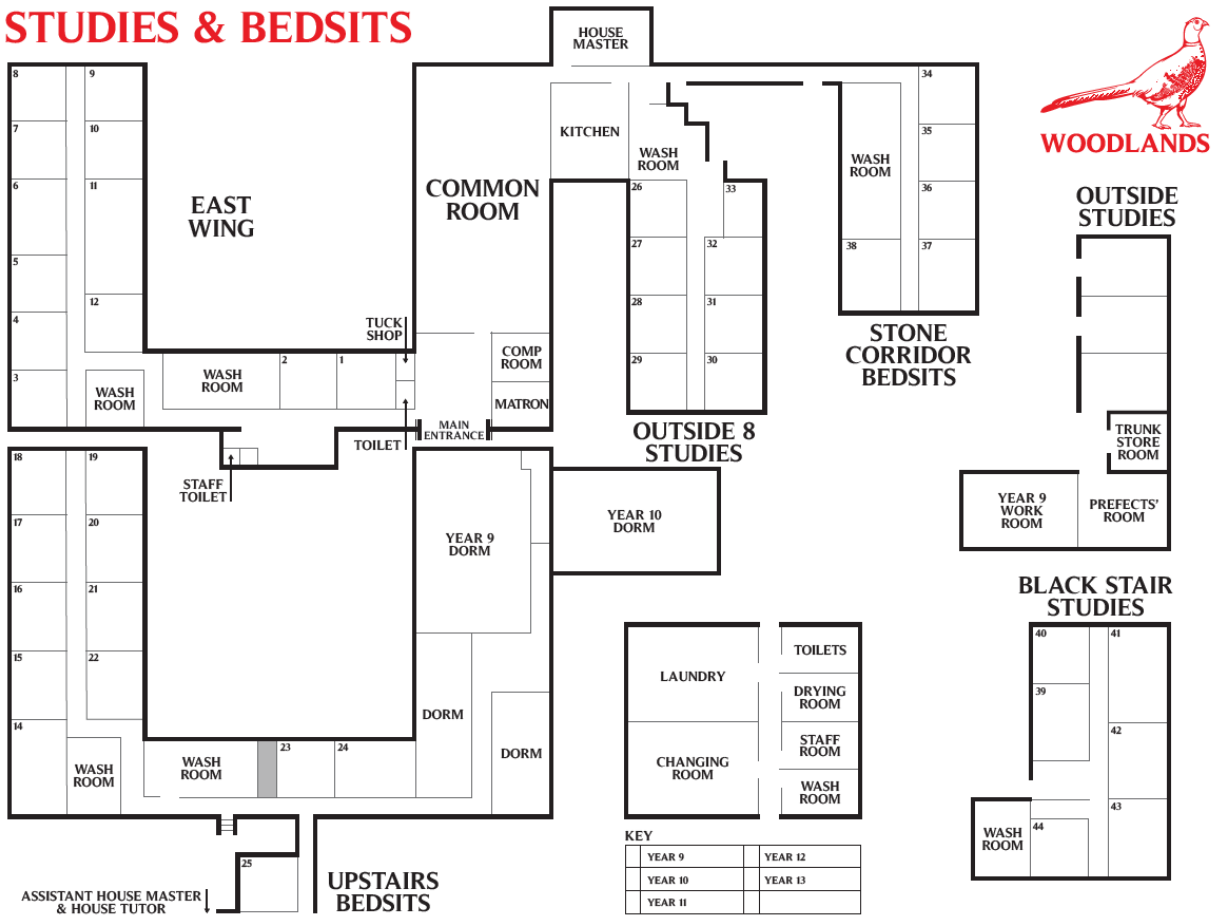 STUDIES & BEDSITS
HOUSE
MASTER
WOODLANDS
8
9
7
10
6
11
5
12
4
3
EAST
WING
COMMON
ROOM
KITCHEN
WASH
ROOM
TUCK
SHOP
2
1
WASH
ROOM
WASH
ROOM
COMP
ROOM
MATRON
MAIN
ENTRANCE
TOILET
STAFF
TOILET
26
33
27
32
28
31
29
30
OUTSIDE 8
STUDIES
34
35
36
37
38
WASH
ROOM
STONE
CORRIDOR
BEDSITS
OUTSIDE
STUDIES
TRUNK
STORE
ROOM
YEAR 9
WORK
ROOM
PREFECTS'
ROOM
18
19
17
20
16
21
15
22
14
WASH
ROOM
WASH
ROOM
23
24
YEAR 9
DORM
YEAR 10
DORM
DORM
DORM
25
ASSISTANT HOUSE MASTER
& HOUSE TUTOR
UPSTAIRS
BEDSITS
LAUNDRY
CHANGING
ROOM
TOILETS
DRYING
ROOM
STAFF
ROOM
WASH
ROOM
KEY
YEAR 9
YEAR 12
YEAR 10
YEAR 13
YEAR 11
BLACK STAIR
STUDIES
40
41
39
42
43
44
WASH
ROOM